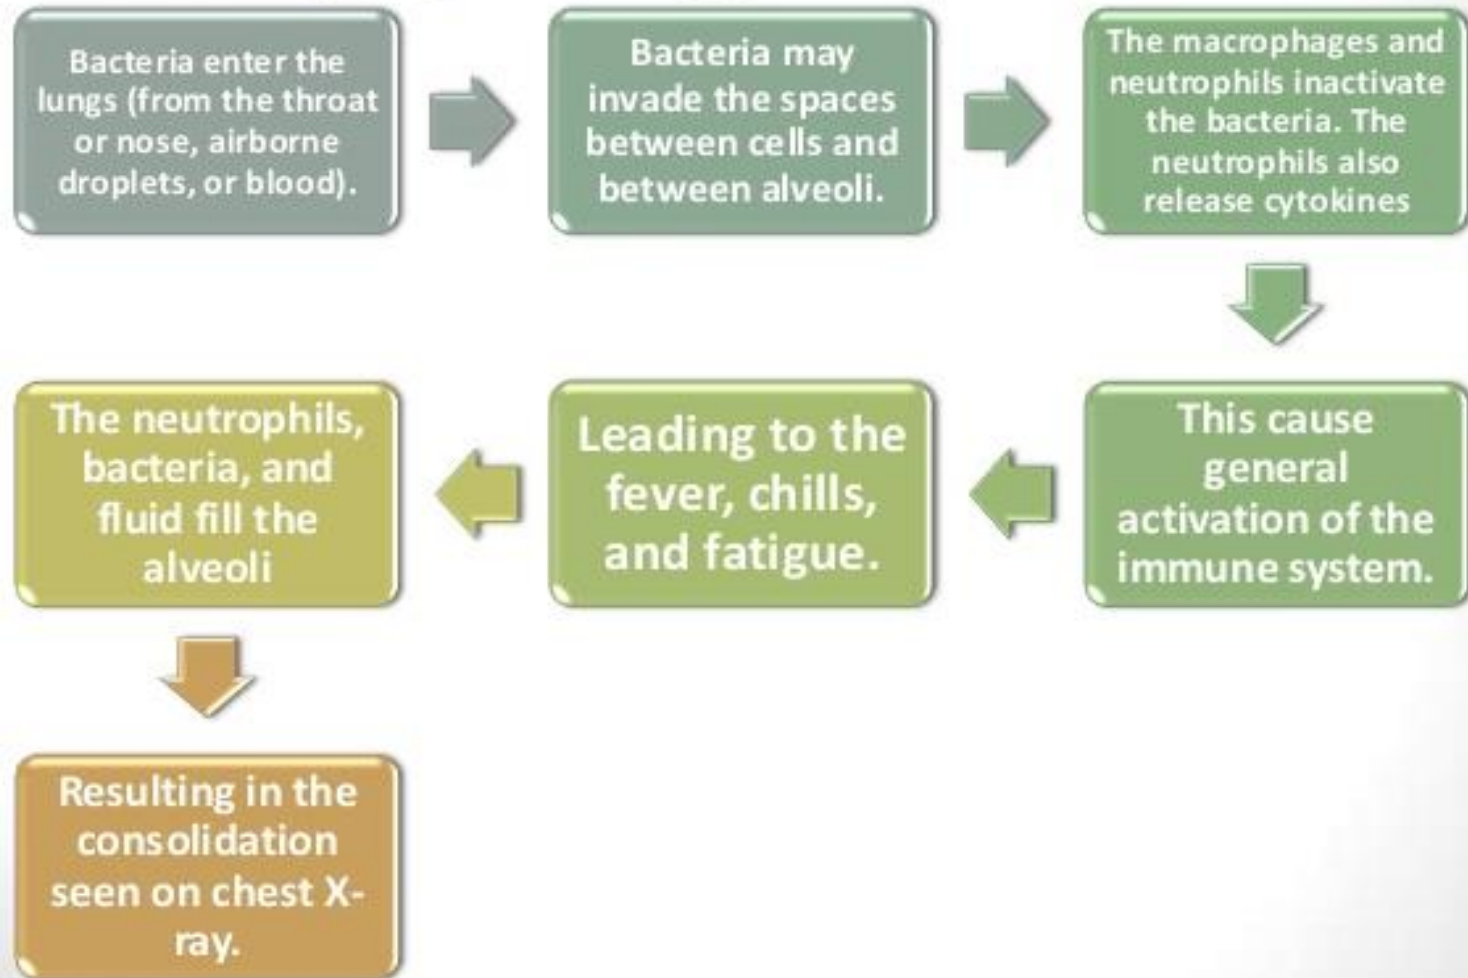 Bacteria enter the
lungs (from the throat
or nose, airborne
droplets, or blood).
Bacteria may
invade the spaces
between cells and
between alveoli.
The macrophages and
neutrophils inactivate
the bacteria. The
neutrophils also
release cytokines
This cause
general
activation of the
immune system.
Leading to the
fever, chills,
and fatigue.
The neutrophils,
bacteria, and
fluid fill the
alveoli
Resulting in the
consolidation
seen on chest X-
ray.